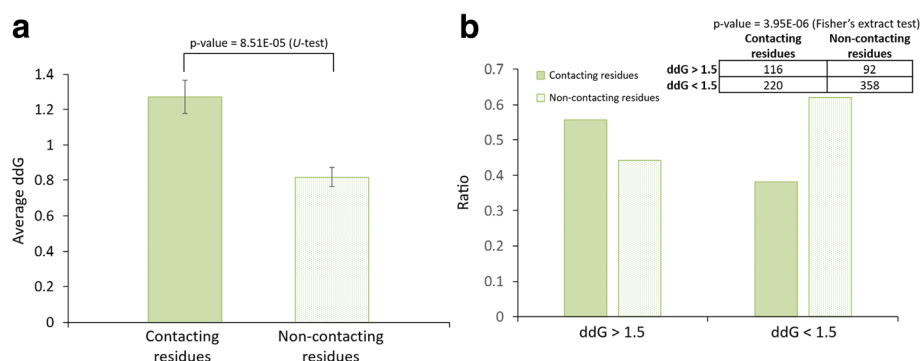 a
p-value = 8.51E-05 (U-test)
Average ddG
1.4
1.2
1
0.8
0.6
0.4
0.2
0
Contacting
residues
Non-contacting
residues
b
p-value = 3.95E-06 (Fisher's extract test)
Contacting
residues
Non-contacting
residues
ddG > 1.5 116 92
ddG < 1.5 220 358
Contacting residues
Non-contacting residues
Ratio
0.7
0.6
0.5
0.4
0.3
0.2
0.1
0
ddG > 1.5
ddG < 1.5